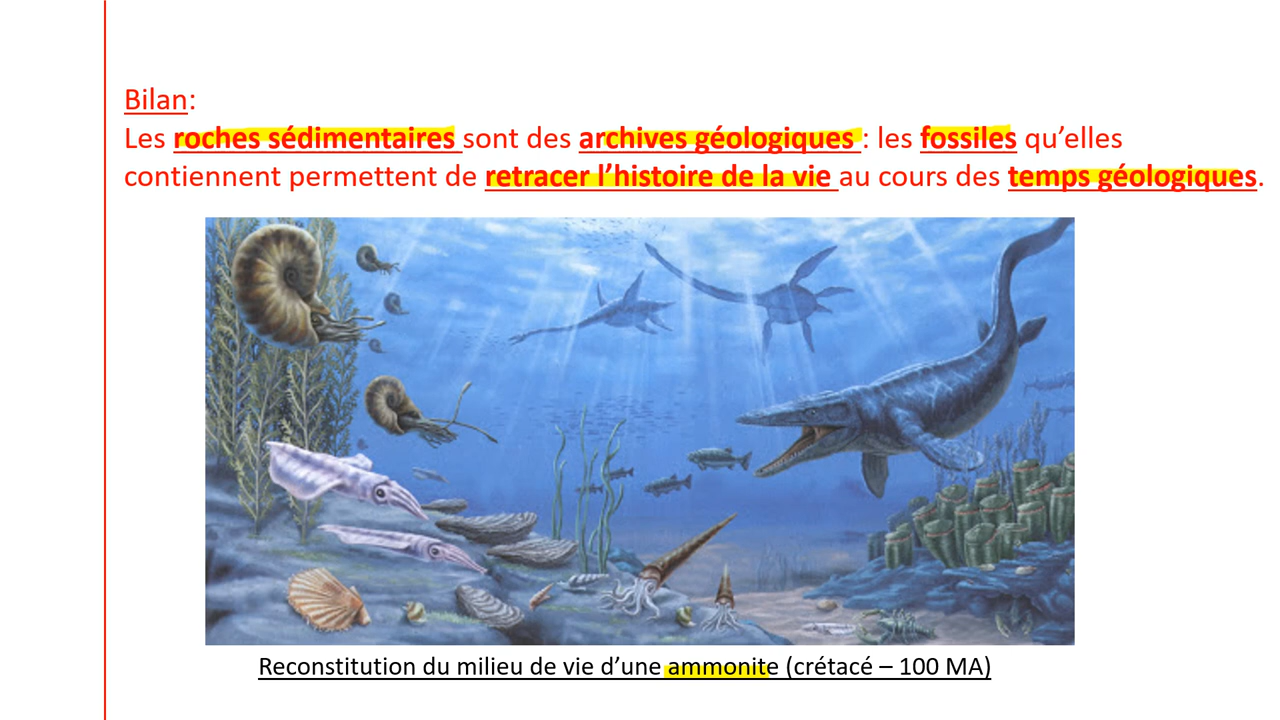 Bilan:
Les roches sédimentaires sont des archives géologiques : les fossiles qu’elles
contiennent permettent de retracer l’histoire de la vie au cours des temps géologiques.
Reconstitution du milieu de vie d’une ammonite (crétacé – 100 MA)